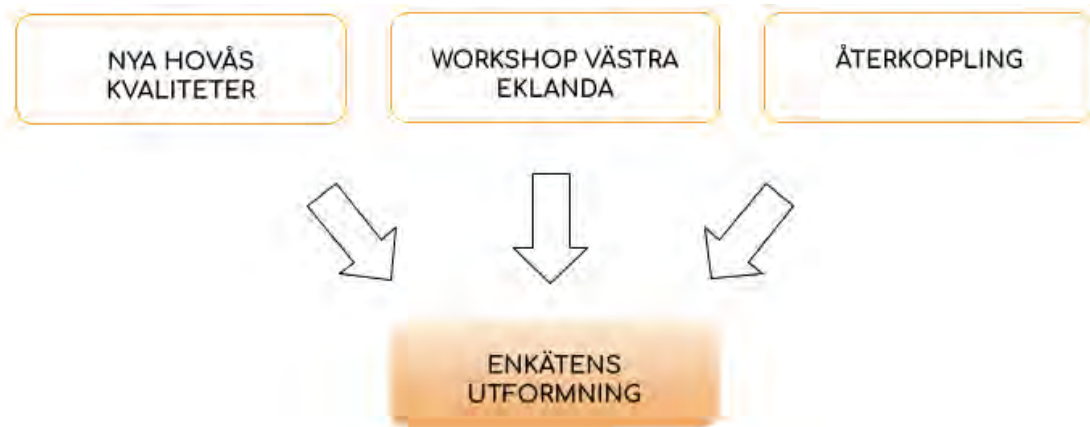 NYA HOVÅS
KVALITETER
WORKSHOP VÄSTRA
EKLANDA
ÅTERKOPPLING
ENKÄTENS
UTFORMNING